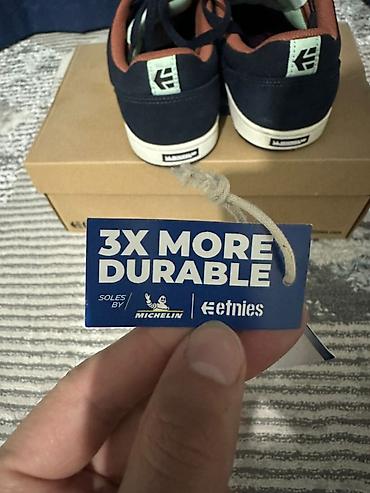 3X MORE
DURABLE
SOLES
BY
MICHELIN
etnies